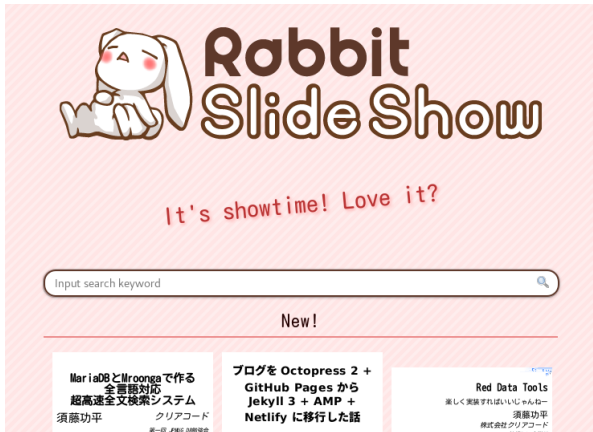 Rabbit
Slide Show
It's showtime! Love it?
Input search keyword
New!
MariaDBとMroongaで作る
全言語対応
超高速全文検索システム
須藤功平
クリアコード
ブログを Octopress 2 +
GitHub Pages から
Jekyll 3 + AMP +
Netlify に移行した話
Red Data Tools
楽しく実装すればいいじゃんねー
須藤功平
株式会社クリアコード